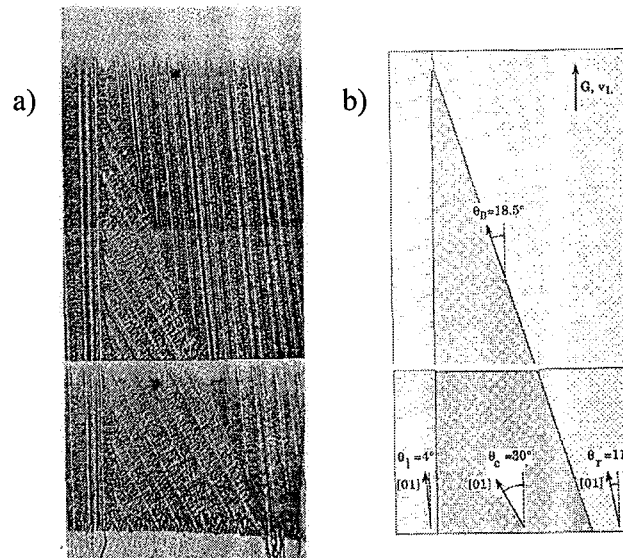 a)
b)
G, v_L
θ_D=18.5°
θ_l=4°
[01]
θ_c=30°
[01]
θ_r=11
[01]